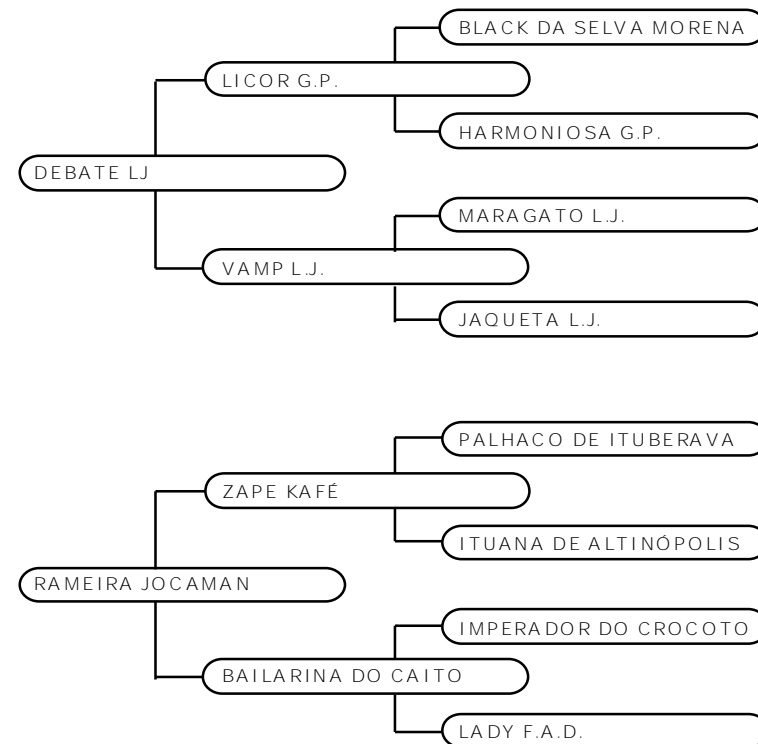 BLACK DA SELVA MORENA
LICOR G.P.
HARMONIOSA G.P.
DEBATE LJ
MARAGATO L.J.
VAMP L.J.
JAQUETA L.J.
PALHACO DE ITUBERAVA
ZAPE KAFÉ
ITUANA DE ALTINÓPOLIS
RAMEIRA JOCAMAN
IMPERADOR DO CROCOTO
BAILARINA DO CAITO
LADY F.A.D.